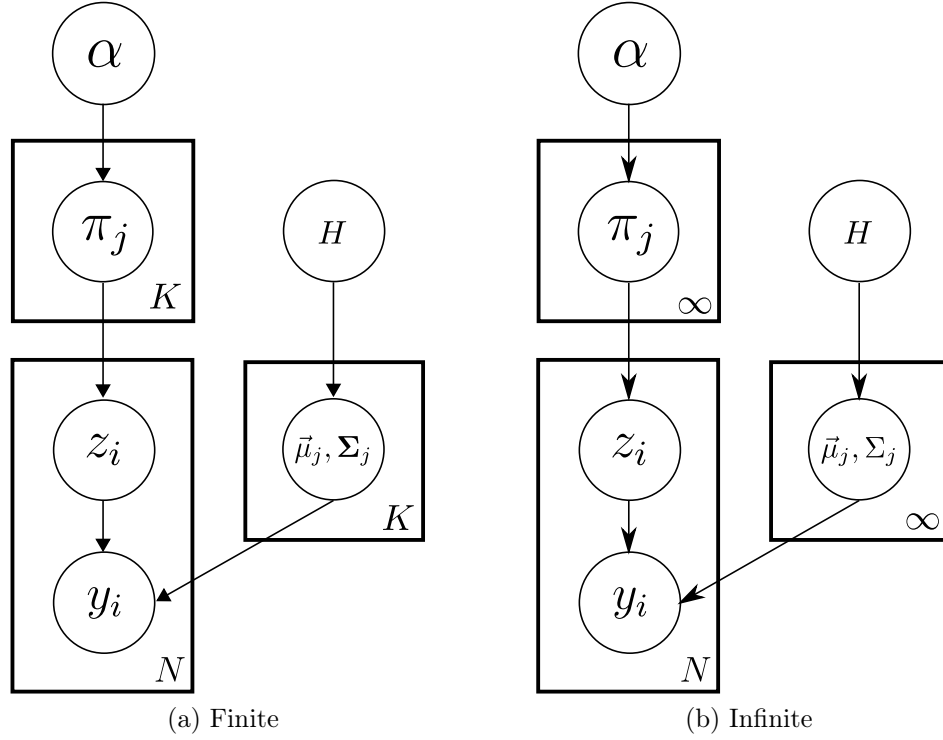 α
π_j
K
H
z_i
μ⃗_j, Σ_j
K
y_i
N
(a) Finite
α
π_j
∞
H
z_i
μ⃗_j, Σ_j
∞
y_i
N
(b) Infinite